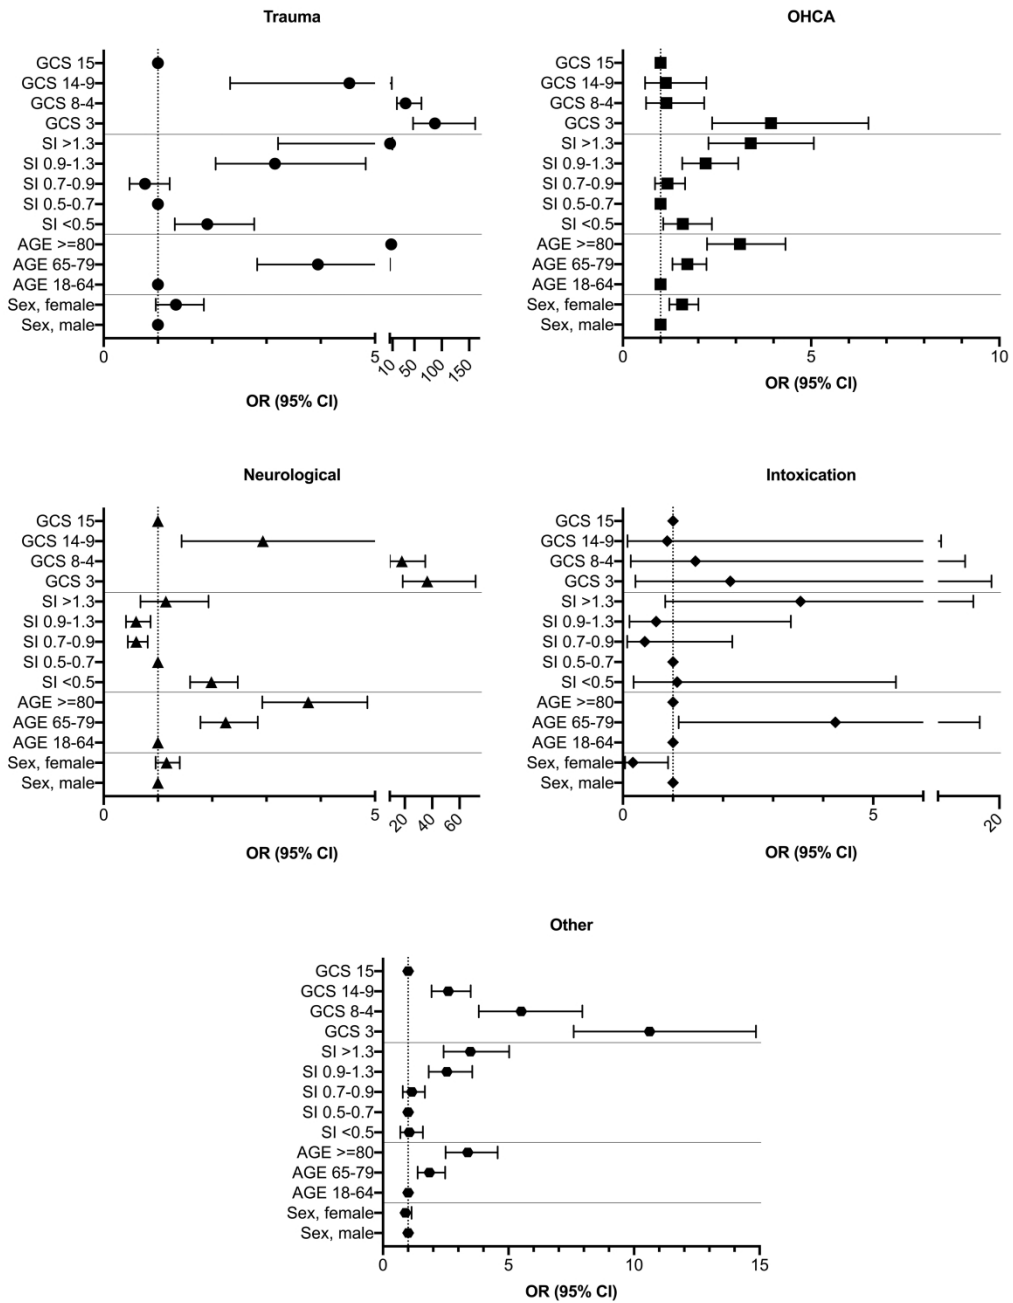 Trauma
GCS 15
GCS 14-9
GCS 8-4
GCS 3
SI >1.3
SI 0.9-1.3
SI 0.7-0.9
SI 0.5-0.7
SI <0.5
AGE >=80
AGE 65-79
AGE 18-64
Sex, female
Sex, male
0 5 10 50 100 150
OR (95% CI)
OHCA
GCS 15
GCS 14-9
GCS 8-4
GCS 3
SI >1.3
SI 0.9-1.3
SI 0.7-0.9
SI 0.5-0.7
SI <0.5
AGE >=80
AGE 65-79
AGE 18-64
Sex, female
Sex, male
0 5 10
OR (95% CI)
Neurological
GCS 15
GCS 14-9
GCS 8-4
GCS 3
SI >1.3
SI 0.9-1.3
SI 0.7-0.9
SI 0.5-0.7
SI <0.5
AGE >=80
AGE 65-79
AGE 18-64
Sex, female
Sex, male
0 5 20 40 60
OR (95% CI)
Intoxication
GCS 15
GCS 14-9
GCS 8-4
GCS 3
SI >1.3
SI 0.9-1.3
SI 0.7-0.9
SI 0.5-0.7
SI <0.5
AGE >=80
AGE 65-79
AGE 18-64
Sex, female
Sex, male
0 5 20
OR (95% CI)
Other
GCS 15
GCS 14-9
GCS 8-4
GCS 3
SI >1.3
SI 0.9-1.3
SI 0.7-0.9
SI 0.5-0.7
SI <0.5
AGE >=80
AGE 65-79
AGE 18-64
Sex, female
Sex, male
0 5 10 15
OR (95% CI)